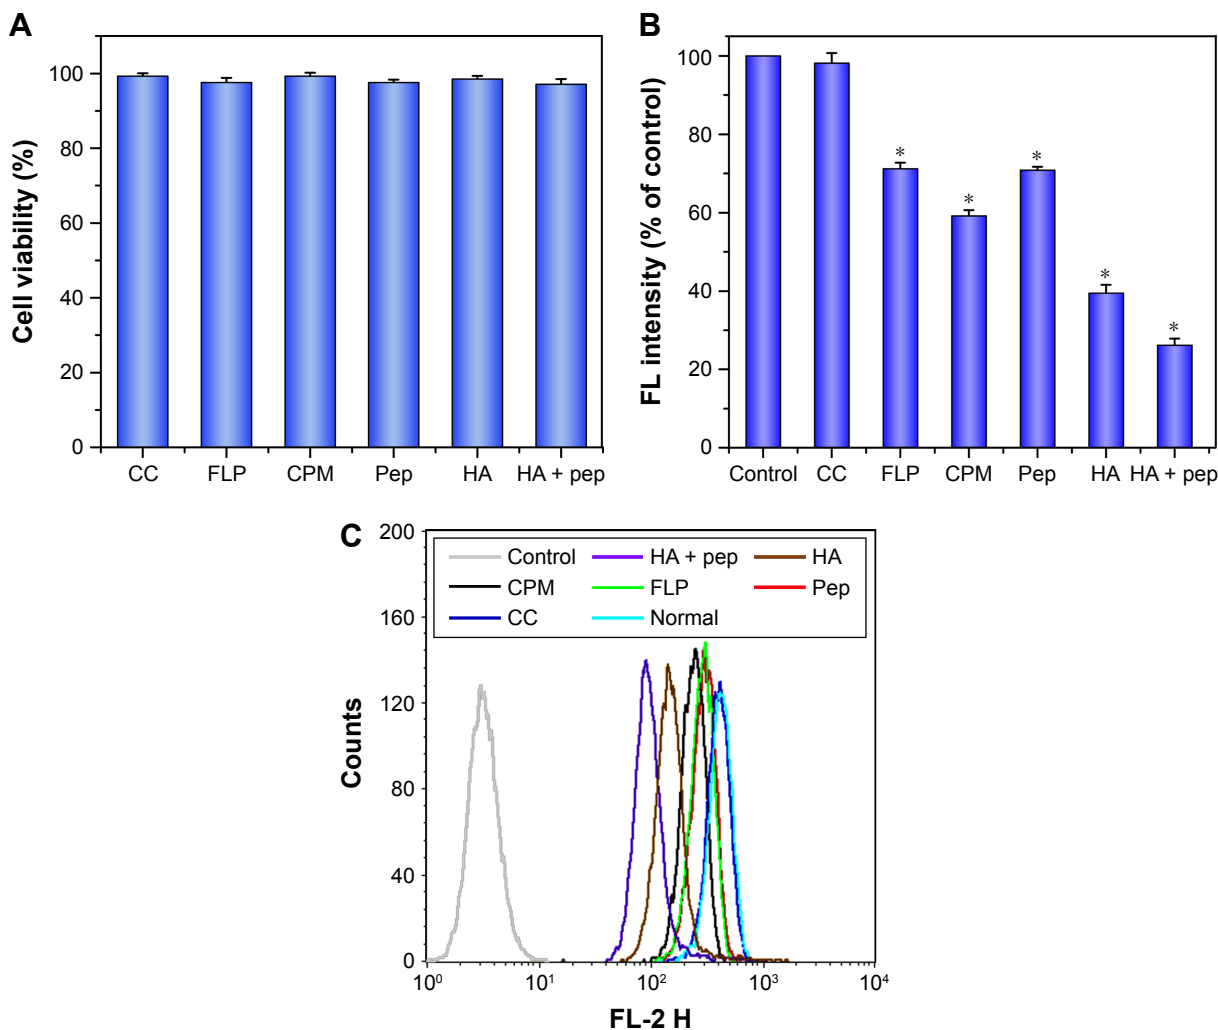 A
Cell viability (%)
100
80
60
40
20
0
CC FLP CPM Pep HA HA + pep
B
FL intensity (% of control)
100
80
60
40
20
0
* * * * *
Control CC FLP CPM Pep HA HA + pep
C
Counts
200
160
120
80
40
0
Control HA + pep HA
CPM FLP Pep
CC Normal
10⁰ 10² 10³ 10⁴
FL-2 H